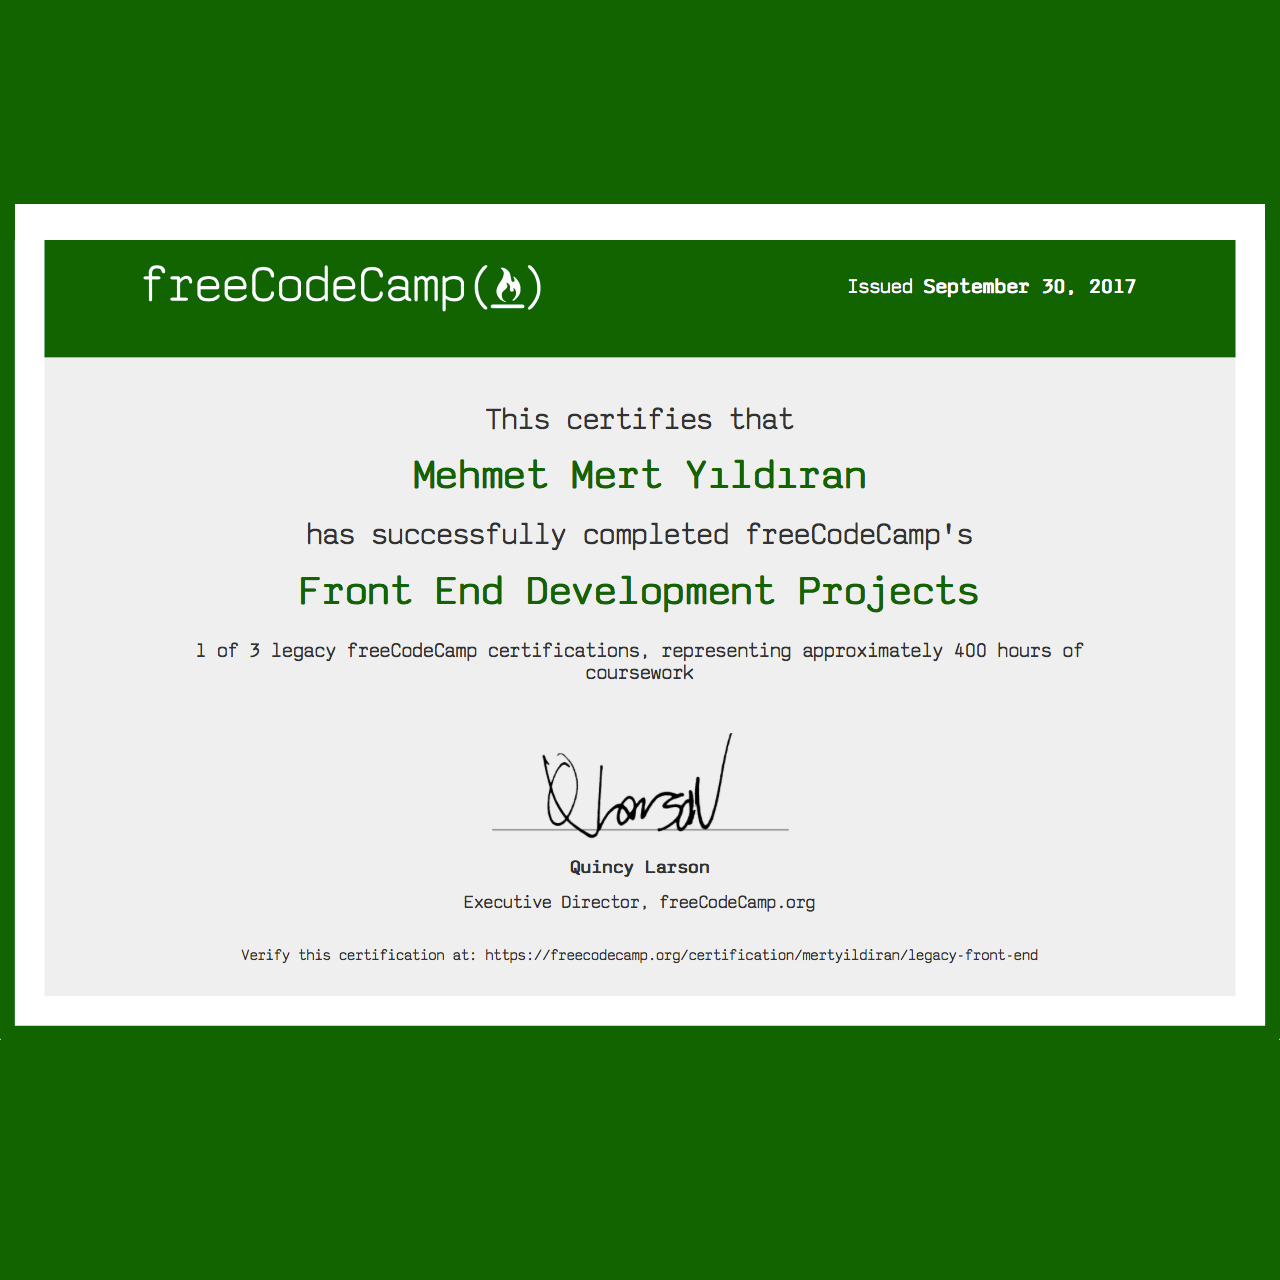 freeCodeCamp(🔥)
Issued September 30, 2017
This certifies that
Mehmet Mert Yıldıran
has successfully completed freeCodeCamp's
Front End Development Projects
1 of 3 legacy freeCodeCamp certifications, representing approximately 400 hours of
coursework
Q Larson
Quincy Larson
Executive Director, freeCodeCamp.org
Verify this certification at: https://freecodecamp.org/certification/mertyildiran/legacy-front-end